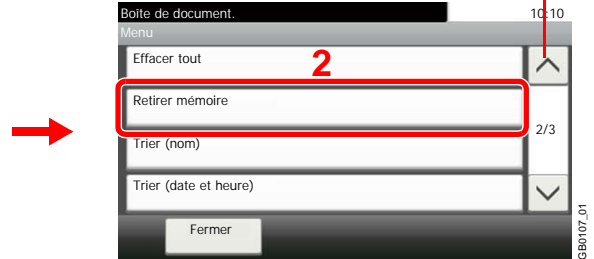 Boîte de document.
10:10
Menu
Effacer tout
2
Retirer mémoire
2/3
Trier (nom)
Trier (date et heure)
Fermer
GB0107_01